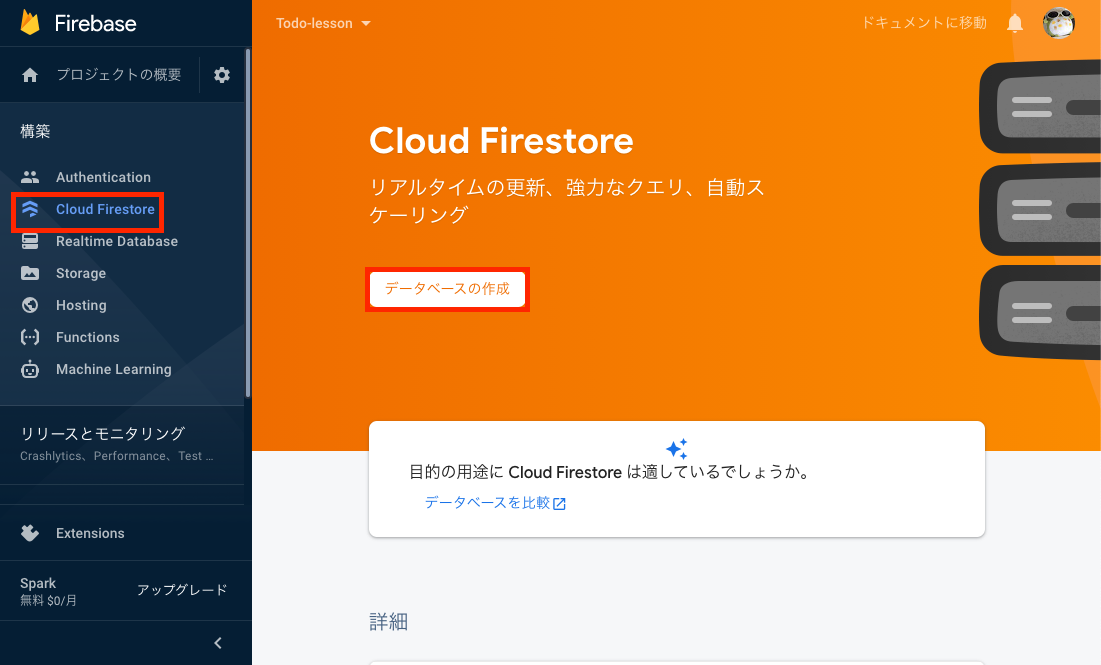 Firebase
Todo-lesson
ドキュメントに移動
プロジェクトの概要
構築
Authentication
Cloud Firestore
Realtime Database
Storage
Hosting
Functions
Machine Learning
リリースとモニタリング
Crashlytics、Performance、Test ...
Extensions
Spark
無料 $0/月
アップグレード
Cloud Firestore
リアルタイムの更新、強力なクエリ、自動ス
ケーリング
データベースの作成
目的の用途に Cloud Firestore は適しているでしょうか。
データベースを比較
詳細